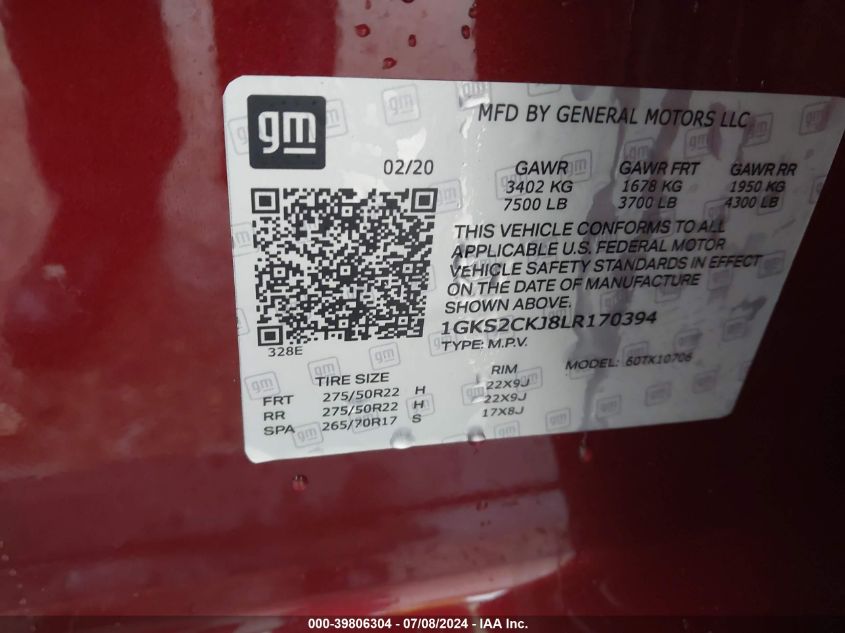 gm
MFD BY GENERAL MOTORS LLC
02/20
GAWR GAWR FRT GAWR RR
3402 KG 1678 KG 1950 KG
7500 LB 3700 LB 4300 LB
THIS VEHICLE CONFORMS TO ALL
APPLICABLE U.S. FEDERAL MOTOR
VEHICLE SAFETY STANDARDS IN EFFECT
ON THE DATE OF MANUFACTURE
SHOWN ABOVE.
1GKS2CKJ8LR170394
TYPE: M.P.V. MODEL: 60TK10706
328E
TIRE SIZE RIM
FRT 275/50R22 H 22X9J
RR 275/50R22 H 22X9J
SPA 265/70R17 S 17X8J
000-39806304 - 07/08/2024 - IAA Inc.